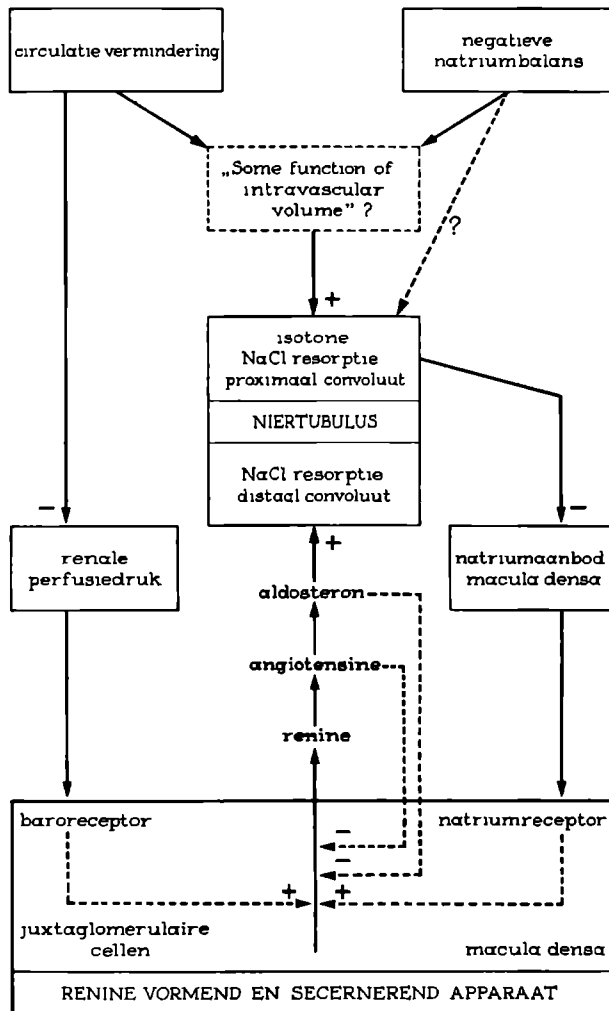 circulatie vermindering
negatieve
natriumbalans
„Some function of
intravascular
volume” ?
?
+
isotone
NaCl resorptie
proximaal convoluut
NIERTUBULUS
NaCl resorptie
distaal convoluut
−
−
renale
perfusiedruk
+
natriumaanbod
macula densa
aldosteron
angiotensine
renine
baroreceptor
natriumreceptor
−
−
+
+
juxtaglomerulaire
cellen
macula densa
RENINE VORMEND EN SECERNEREND APPARAAT